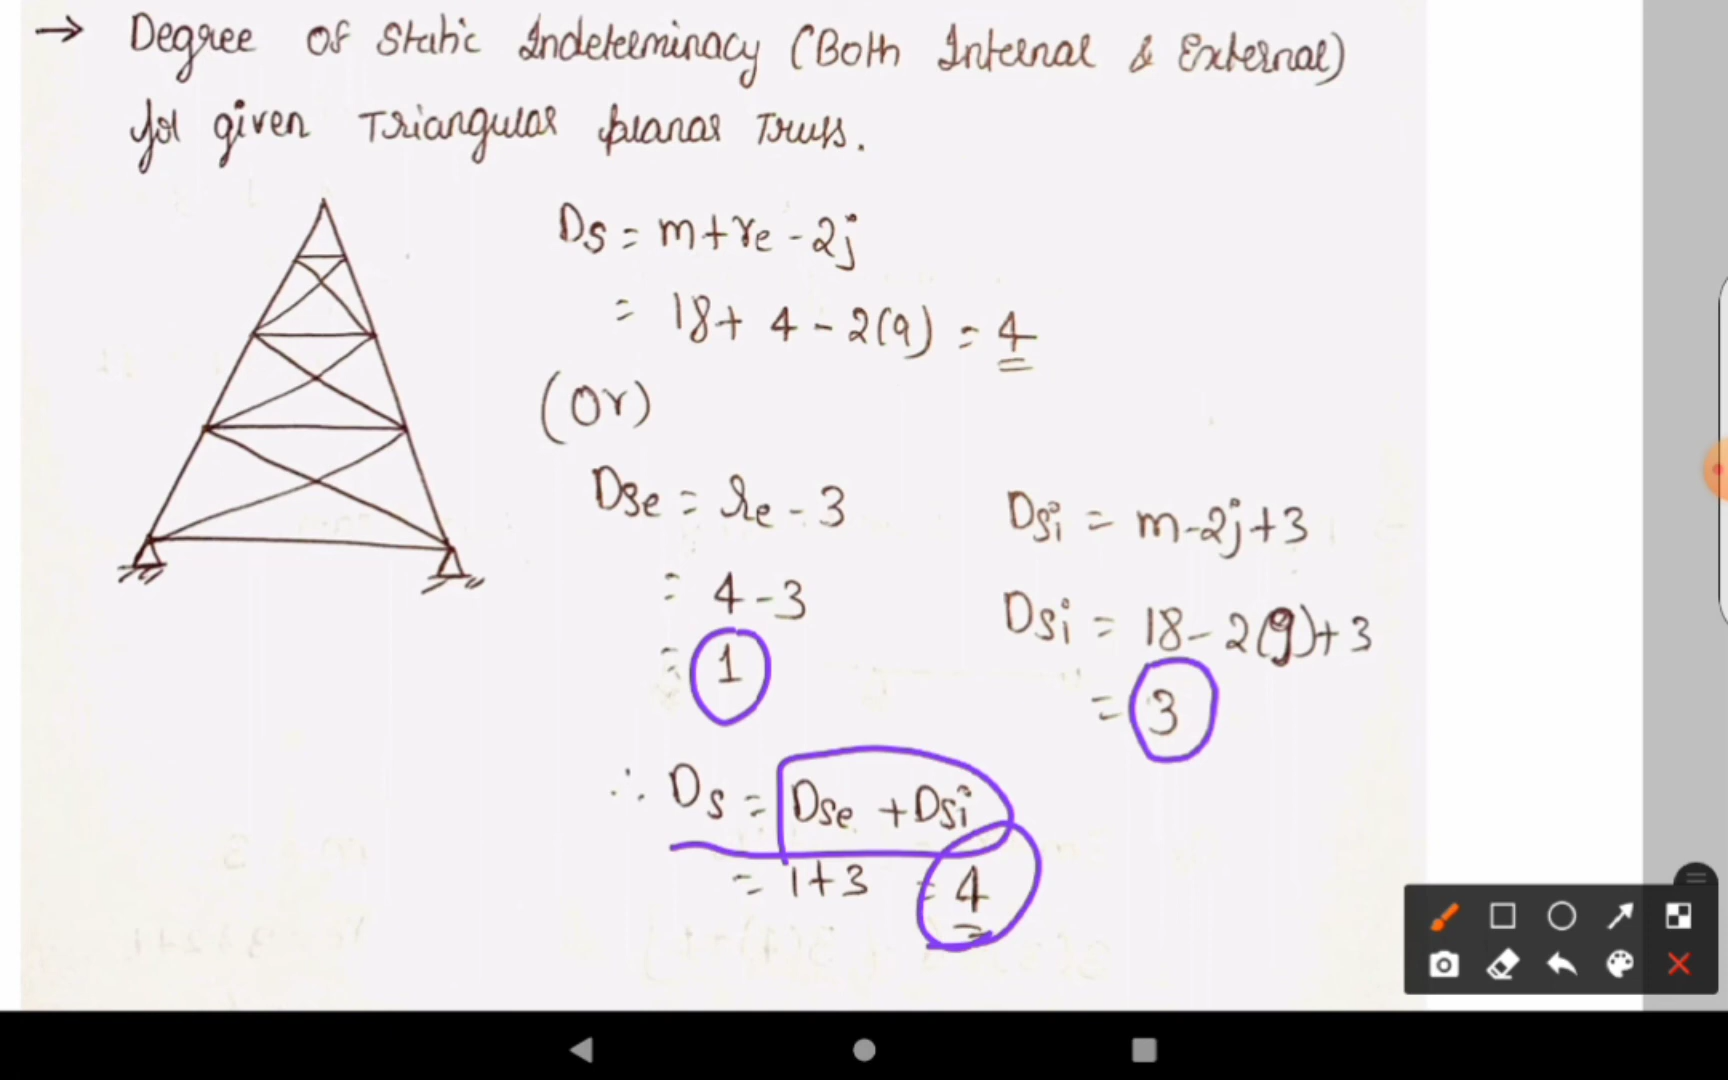 → Degree of Static Indeterminacy (Both Internal & External)
for given Triangular planar Truss.
Ds = m+re-2j
= 18+4-2(9) = 4
(Or)
Dse = re-3
= 4-3
= 1
Dsi = m-2j+3
Dsi = 18-2(9)+3
= 3
∴ Ds = Dse + Dsi
= 1+3 = 4